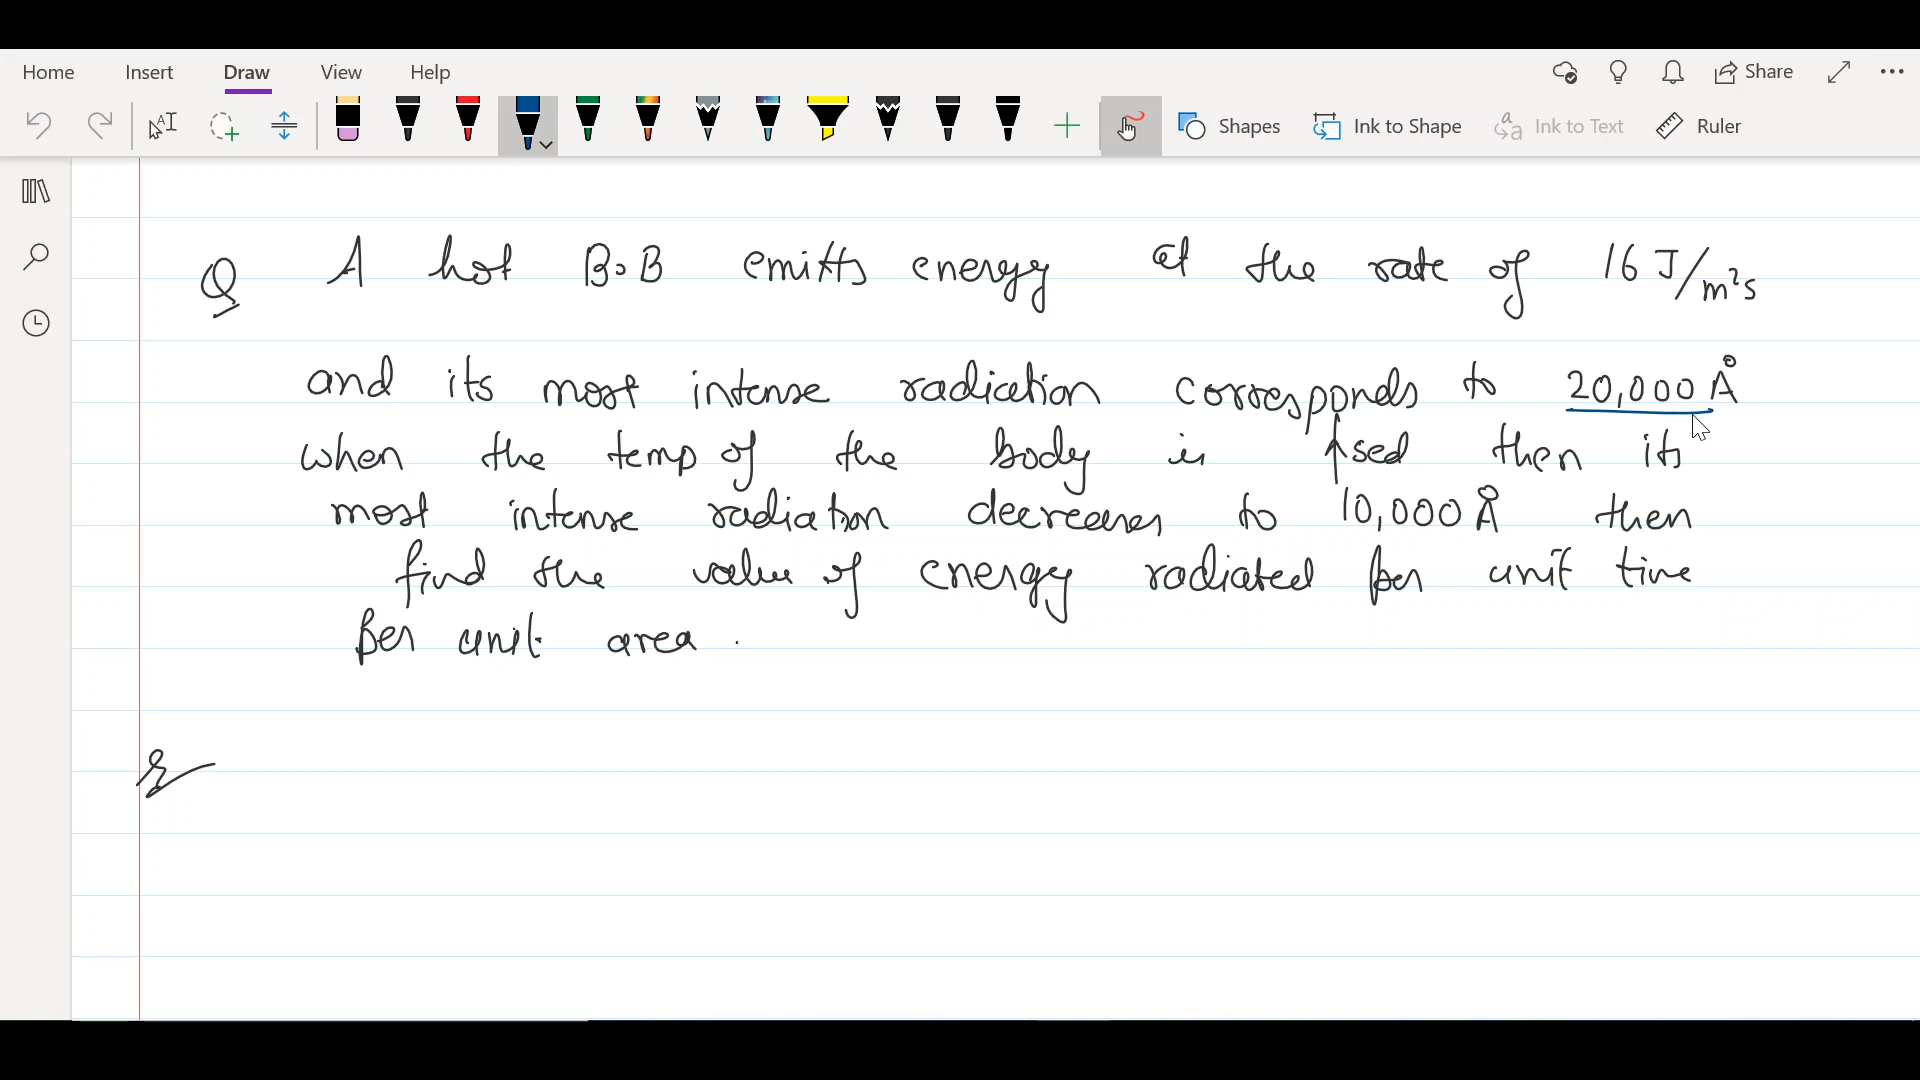 Home Insert Draw View Help Share
Shapes Ink to Shape Ink to Text Ruler
Q A hot B.B emitts energy at the rate of 16 J/m²s
and its most intense radiation corresponds to 20,000 Å
when the temp of the body is ↑sed then its
most intense radiation decreases to 10,000 Å then
find the value of energy radiated per unit time
per unit area .